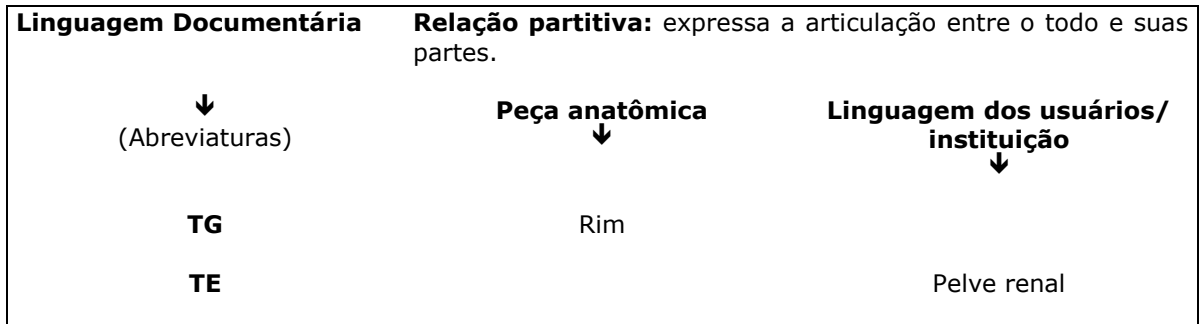 Linguagem Documentária Relação partitiva: expressa a articulação entre o todo e suas
partes.
🡻 Peça anatômica Linguagem dos usuários/
(Abreviaturas) 🡻 instituição
🡻
TG Rim
TE Pelve renal